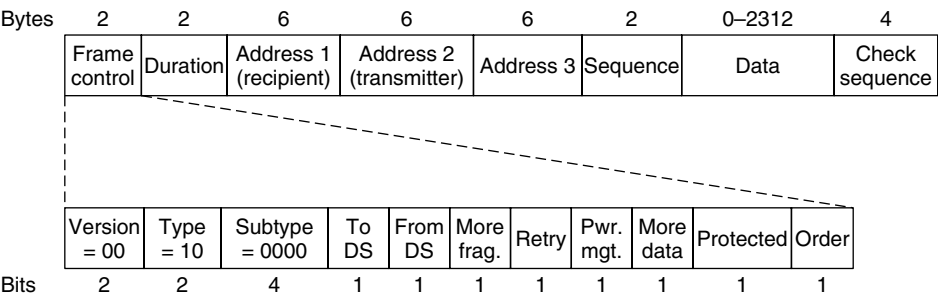 Bytes 2 2 6 6 6 2 0–2312 4
Frame control Duration Address 1 (recipient) Address 2 (transmitter) Address 3 Sequence Data Check sequence
Version = 00 Type = 10 Subtype = 0000 To DS From DS More frag. Retry Pwr. mgt. More data Protected Order
Bits 2 2 4 1 1 1 1 1 1 1 1